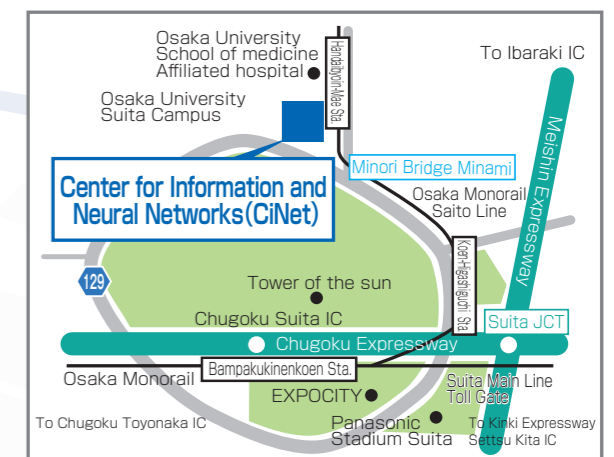 Osaka University
School of medicine
Affiliated hospital
Handaibyoin-Mae Sta.
To Ibaraki IC
Osaka University
Suita Campus
Meishin Expressway
Minori Bridge Minami
Center for Information and
Neural Networks(CiNet)
Osaka Monorail
Saito Line
Koen-Higashiguchi Sta.
129
Tower of the sun
Chugoku Suita IC
Suita JCT
Chugoku Expressway
Bampakukinenkoen Sta.
Osaka Monorail
Suita Main Line
Toll Gate
EXPOCITY
To Chugoku Toyonaka IC
Panasonic
Stadium Suita
To Kinki Expressway
Settsu Kita IC